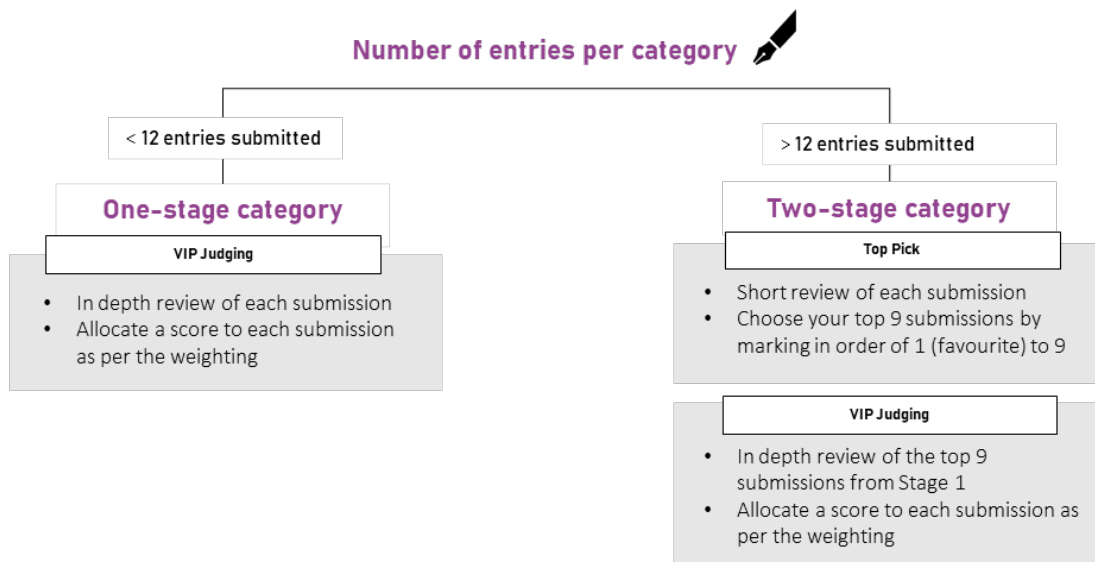 Number of entries per category
< 12 entries submitted
One-stage category
VIP Judging
• In depth review of each submission
• Allocate a score to each submission
as per the weighting
> 12 entries submitted
Two-stage category
Top Pick
• Short review of each submission
• Choose your top 9 submissions by
marking in order of 1 (favourite) to 9
VIP Judging
• In depth review of the top 9
submissions from Stage 1
• Allocate a score to each submission as
per the weighting